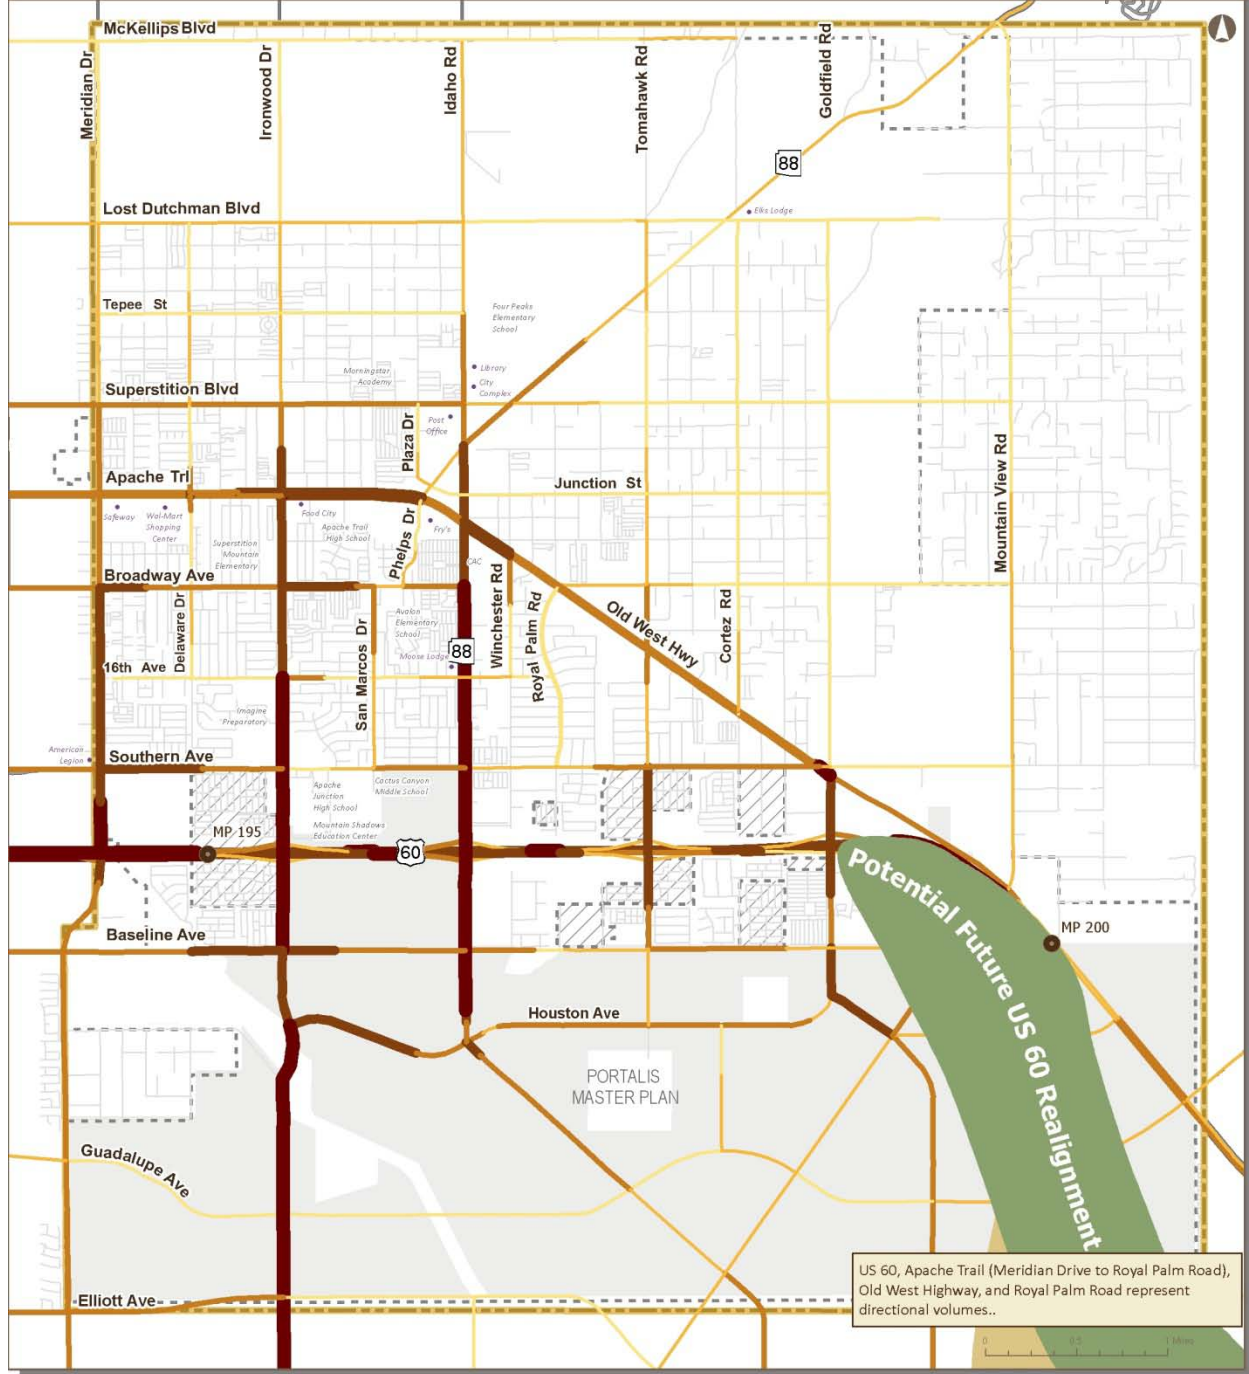 McKellips Blvd
Meridian Dr
Ironwood Dr
Idaho Rd
Tomahawk Rd
Goldfield Rd
88
Lost Dutchman Blvd
Elks Lodge
Tepee St
Four Peaks
Elementary
School
Morningstar
Academy
Library
City
Complex
Superstition Blvd
Plaza Dr
Post
Office
Mountain View Rd
Apache Trl
Junction St
Safeway
Wal-Mart
Shopping
Center
Food City
Apache Trail
High School
Phelps Dr
Fry's
Superstition
Mountain
Elementary
CAC
Broadway Ave
Delaware Dr
San Marcos Dr
Avalon
Elementary
School
Moose Lodge
88
Winchester Rd
Royal Palm Rd
Old West Hwy
Cortez Rd
16th Ave
Imagine
Preparatory
American
Legion
Southern Ave
Apache
Junction
High School
Cactus Canyon
Middle School
Mountain Shadows
Education Center
MP 195
60
Potential Future US 60 Realignment
MP 200
Baseline Ave
Houston Ave
PORTALIS
MASTER PLAN
Guadalupe Ave
Elliott Ave
US 60, Apache Trail (Meridian Drive to Royal Palm Road),
Old West Highway, and Royal Palm Road represent
directional volumes..
0 0.5 1 Miles